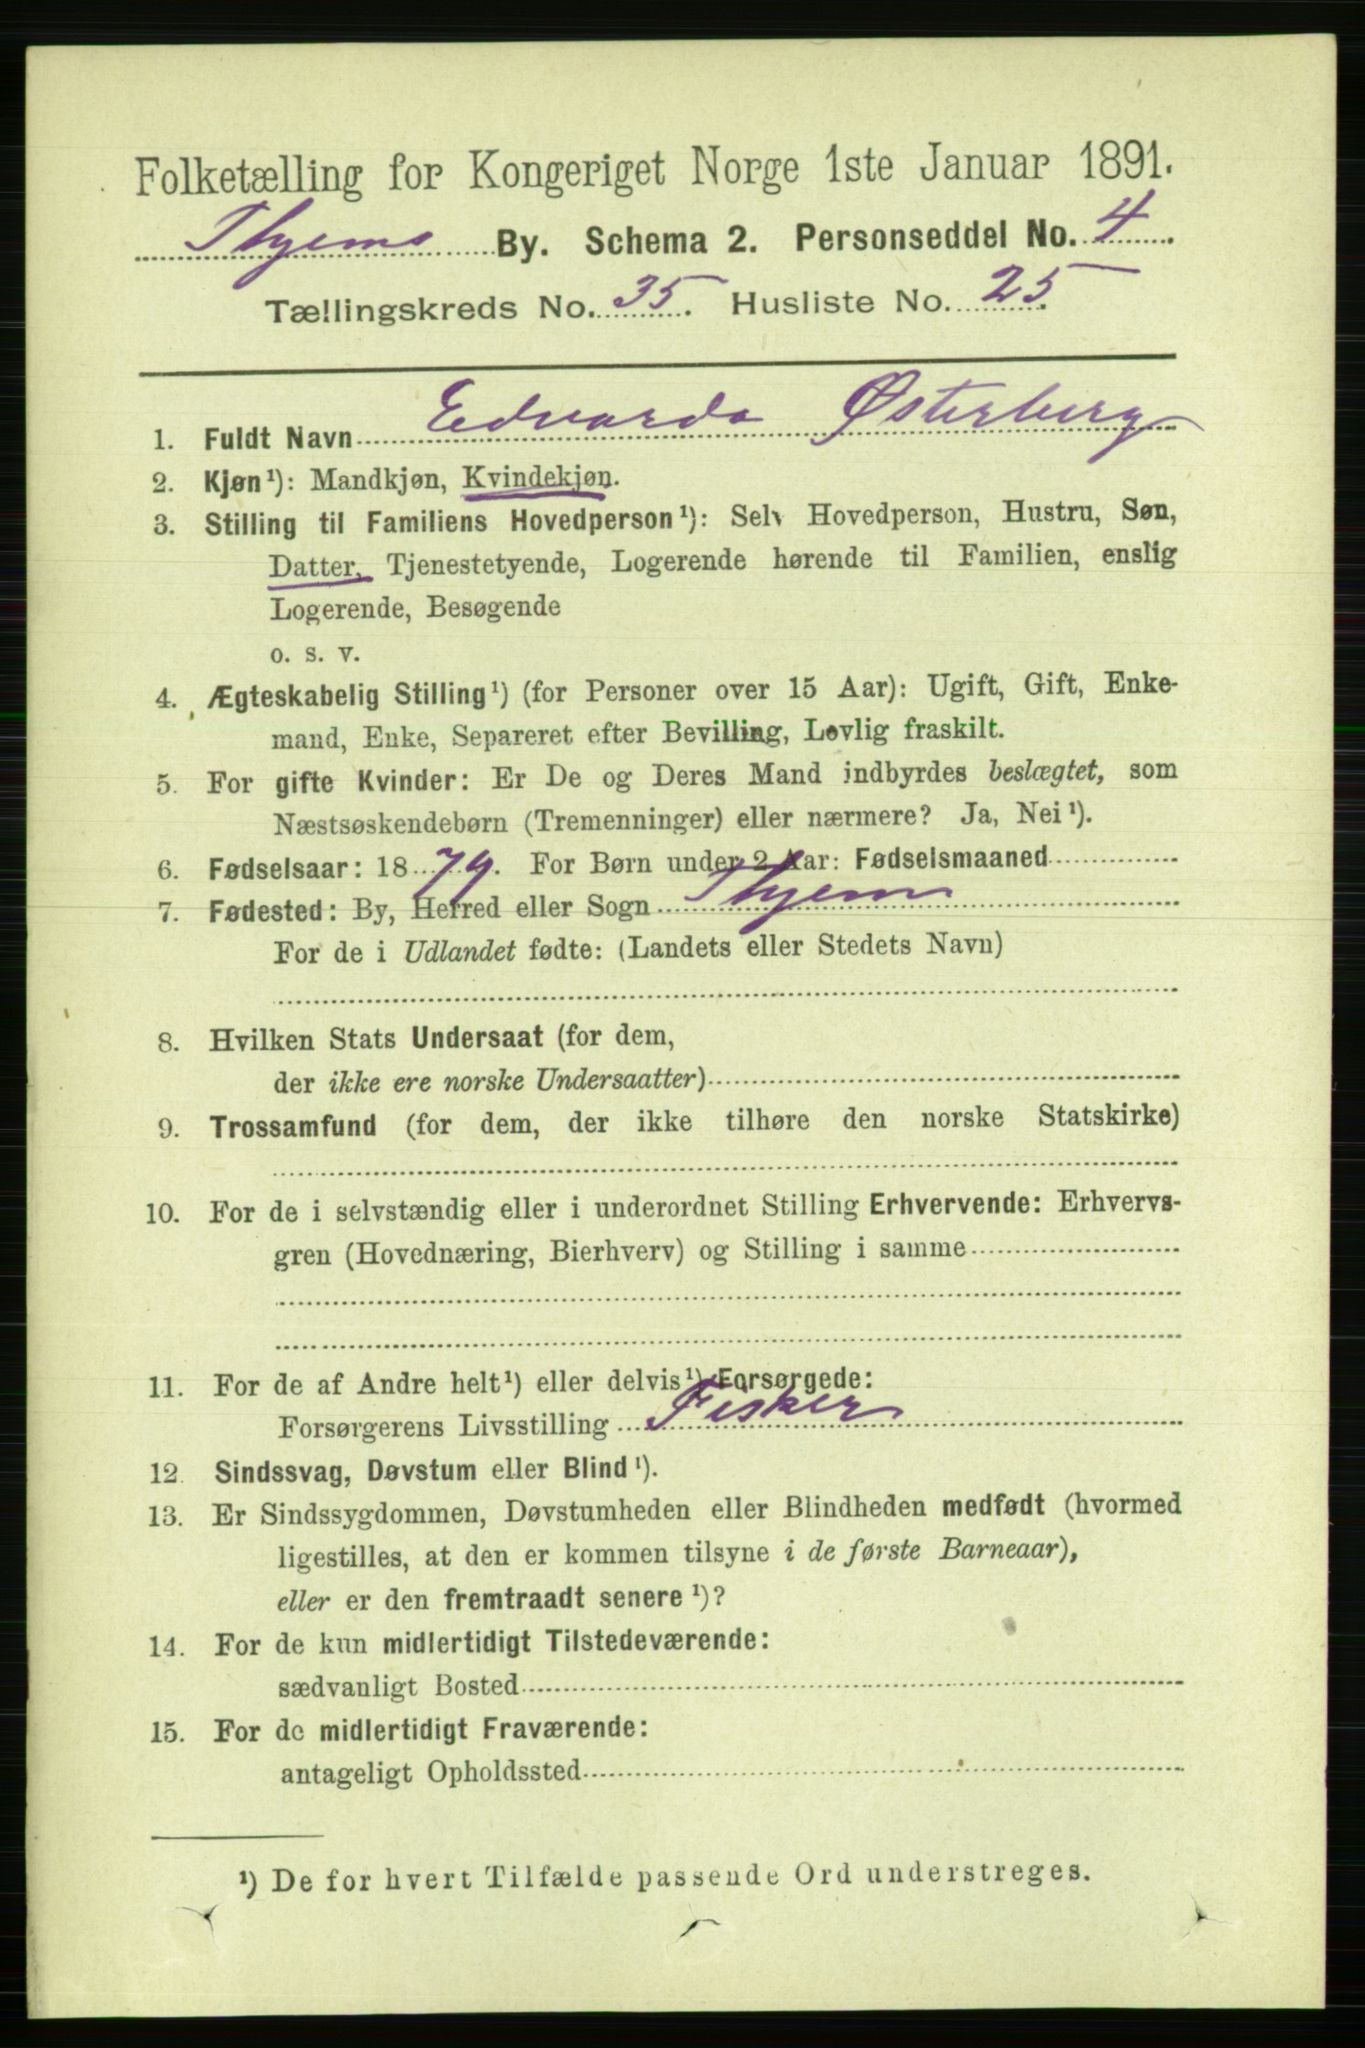 Folketælling for Kongeriget Norge 1ste Januar 1891.
Thjems By. Schema 2. Personseddel No. 4
Tællingskreds No. 35. Husliste No. 25.
1. Fuldt Navn Edvarda Østerberg
2. Kjøn¹): Mandkjøn, Kvindekjøn.
3. Stilling til Familiens Hovedperson¹): Selv Hovedperson, Hustru, Søn,
Datter, Tjenestetyende, Logerende hørende til Familien, enslig
Logerende, Besøgende
o. s. v.
4. Ægteskabelig Stilling¹) (for Personer over 15 Aar): Ugift, Gift, Enke-
mand, Enke, Separeret efter Bevilling, Lovlig fraskilt.
5. For gifte Kvinder: Er De og Deres Mand indbyrdes beslægtet, som
Næstsøskendebørn (Tremenninger) eller nærmere? Ja, Nei¹).
6. Fødselsaar: 1879. For Børn under 2 Aar: Fødselsmaaned
7. Fødested: By, Herred eller Sogn Thjem
For de i Udlandet fødte: (Landets eller Stedets Navn)
8. Hvilken Stats Undersaat (for dem,
der ikke ere norske Undersaatter)
9. Trossamfund (for dem, der ikke tilhøre den norske Statskirke)
10. For de i selvstændig eller i underordnet Stilling Erhvervende: Erhvervs-
gren (Hovednæring, Bierhverv) og Stilling i samme
11. For de af Andre helt¹) eller delvis¹) Forsørgede:
Forsørgerens Livsstilling Fisker
12. Sindssvag, Døvstum eller Blind¹).
13. Er Sindssygdommen, Døvstumheden eller Blindheden medfødt (hvormed
ligestilles, at den er kommen tilsyne i de første Barneaar),
eller er den fremtraadt senere¹)?
14. For de kun midlertidigt Tilstedeværende:
sædvanligt Bosted
15. For de midlertidigt Fraværende:
antageligt Opholdssted
¹) De for hvert Tilfælde passende Ord understreges.